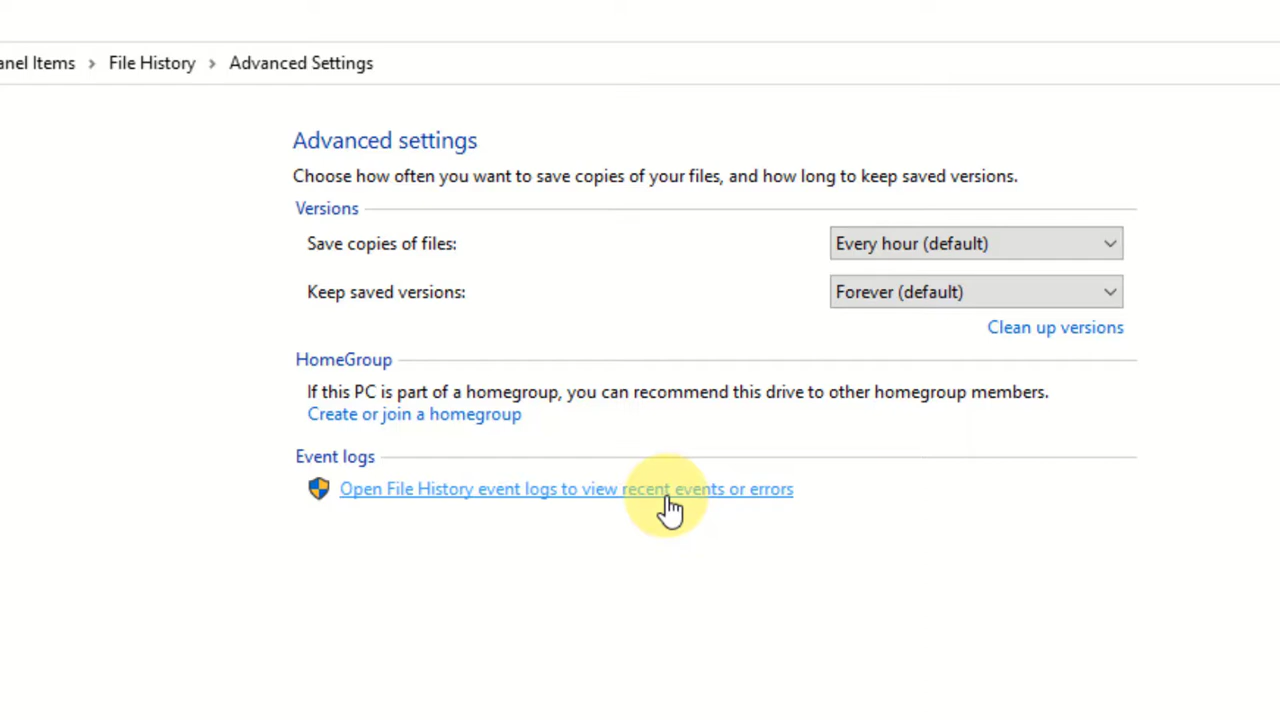 anel Items > File History > Advanced Settings
Advanced settings
Choose how often you want to save copies of your files, and how long to keep saved versions.
Versions
Save copies of files: Every hour (default)
Keep saved versions: Forever (default)
Clean up versions
HomeGroup
If this PC is part of a homegroup, you can recommend this drive to other homegroup members.
Create or join a homegroup
Event logs
Open File History event logs to view recent events or errors